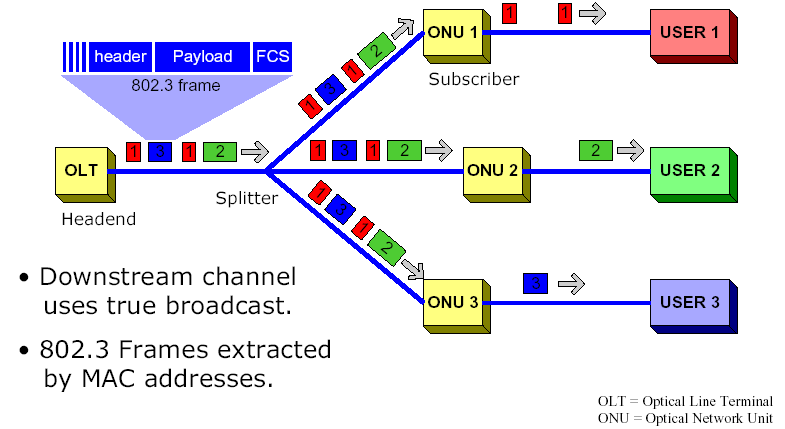 1 1
ONU 1
USER 1
header Payload FCS
802.3 frame
1 3 1 2
Subscriber
OLT
1 3 1 2
1 3 1 2
ONU 2
2
USER 2
Headend
Splitter
1 3 1 2
• Downstream channel
uses true broadcast.
ONU 3
3
USER 3
• 802.3 Frames extracted
by MAC addresses.
OLT = Optical Line Terminal
ONU = Optical Network Unit